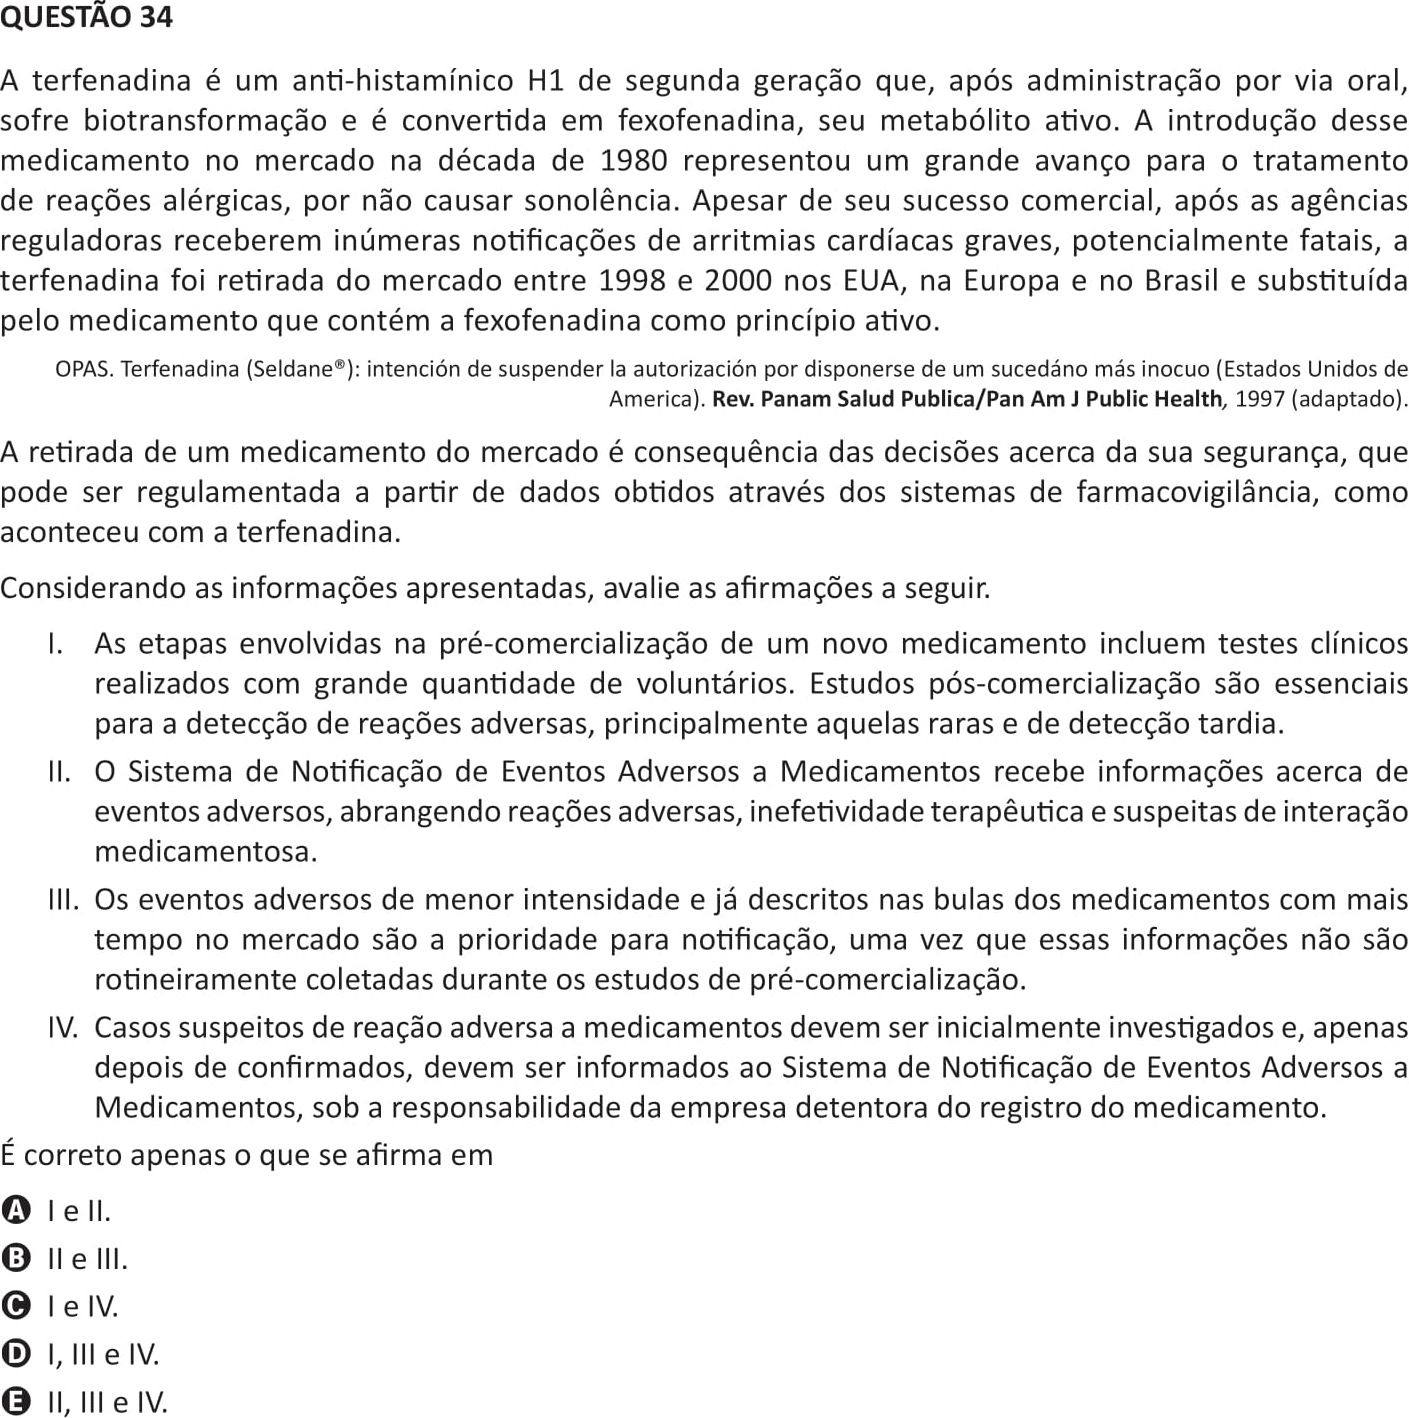 QUESTÃO 34
A terfenadina é um anti-histamínico H1 de segunda geração que, após administração por via oral,
sofre biotransformação e é convertida em fexofenadina, seu metabólito ativo. A introdução desse
medicamento no mercado na década de 1980 representou um grande avanço para o tratamento
de reações alérgicas, por não causar sonolência. Apesar de seu sucesso comercial, após as agências
reguladoras receberem inúmeras notificações de arritmias cardíacas graves, potencialmente fatais, a
terfenadina foi retirada do mercado entre 1998 e 2000 nos EUA, na Europa e no Brasil e substituída
pelo medicamento que contém a fexofenadina como princípio ativo.
OPAS. Terfenadina (Seldane®): intención de suspender la autorización por disponerse de um sucedáno más inocuo (Estados Unidos de
America). Rev. Panam Salud Publica/Pan Am J Public Health, 1997 (adaptado).
A retirada de um medicamento do mercado é consequência das decisões acerca da sua segurança, que
pode ser regulamentada a partir de dados obtidos através dos sistemas de farmacovigilância, como
aconteceu com a terfenadina.
Considerando as informações apresentadas, avalie as afirmações a seguir.
I. As etapas envolvidas na pré-comercialização de um novo medicamento incluem testes clínicos
realizados com grande quantidade de voluntários. Estudos pós-comercialização são essenciais
para a detecção de reações adversas, principalmente aquelas raras e de detecção tardia.
II. O Sistema de Notificação de Eventos Adversos a Medicamentos recebe informações acerca de
eventos adversos, abrangendo reações adversas, inefetividade terapêutica e suspeitas de interação
medicamentosa.
III. Os eventos adversos de menor intensidade e já descritos nas bulas dos medicamentos com mais
tempo no mercado são a prioridade para notificação, uma vez que essas informações não são
rotineiramente coletadas durante os estudos de pré-comercialização.
IV. Casos suspeitos de reação adversa a medicamentos devem ser inicialmente investigados e, apenas
depois de confirmados, devem ser informados ao Sistema de Notificação de Eventos Adversos a
Medicamentos, sob a responsabilidade da empresa detentora do registro do medicamento.
É correto apenas o que se afirma em
A I e II.
B II e III.
C I e IV.
D I, III e IV.
E II, III e IV.